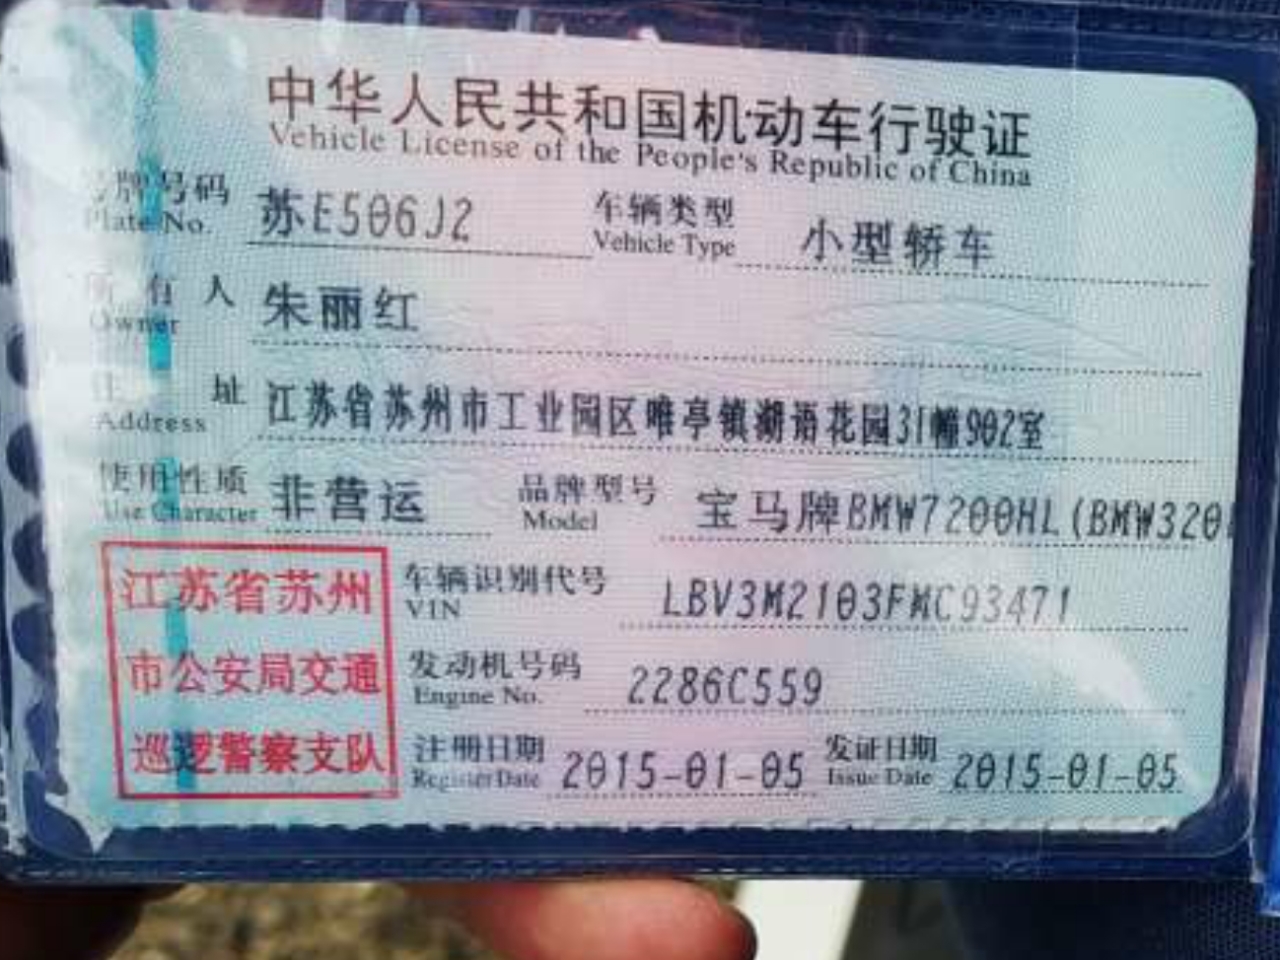 中华人民共和国机动车行驶证
Vehicle License of the People's Republic of China
号牌号码 苏E506J2 车辆类型 小型轿车
Plate No. Vehicle Type
所有人 朱丽红
Owner
住址 江苏省苏州市工业园区唯亭镇湖语花园31幢902室
Address
使用性质 非营运 品牌型号 宝马牌BMW7200HL(BMW320
Use Character Model
江苏省苏州
市公安局交通
巡逻警察支队
车辆识别代号 LBV3M2103FMC93471
VIN
发动机号码 2286C559
Engine No.
注册日期 2015-01-05 发证日期 2015-01-05
Register Date Issue Date